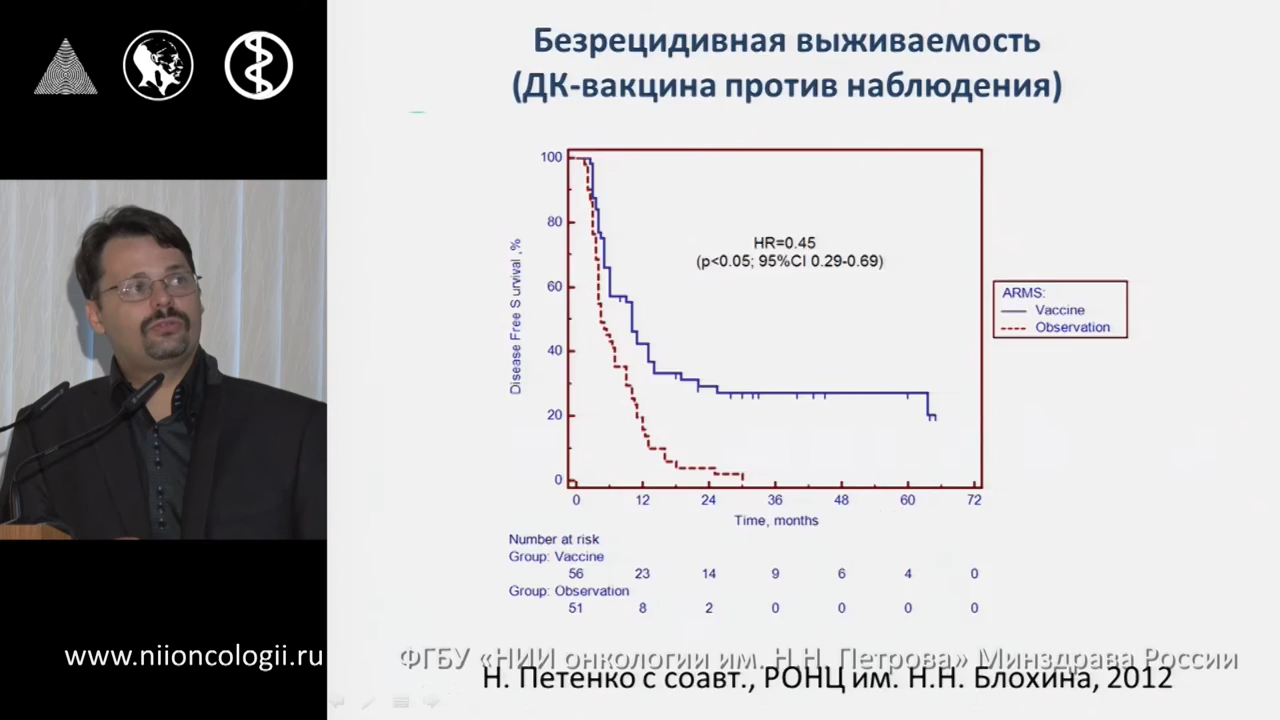 Безрецидивная выживаемость
(ДК-вакцина против наблюдения)
Disease Free S urvival ,%
100
80
60
40
20
0
HR=0.45
(p<0.05; 95%CI 0.29-0.69)
ARMS:
Vaccine
Observation
0 12 24 36 48 60 72
Time, months
Number at risk
Group: Vaccine
56 23 14 9 6 4 0
Group: Observation
51 8 2 0 0 0 0
www.niioncologii.ru
ФГБУ «НИИ онкологии им. Н.Н. Петрова» Минздрава России
Н. Петенко с соавт., РОНЦ им. Н.Н. Блохина, 2012